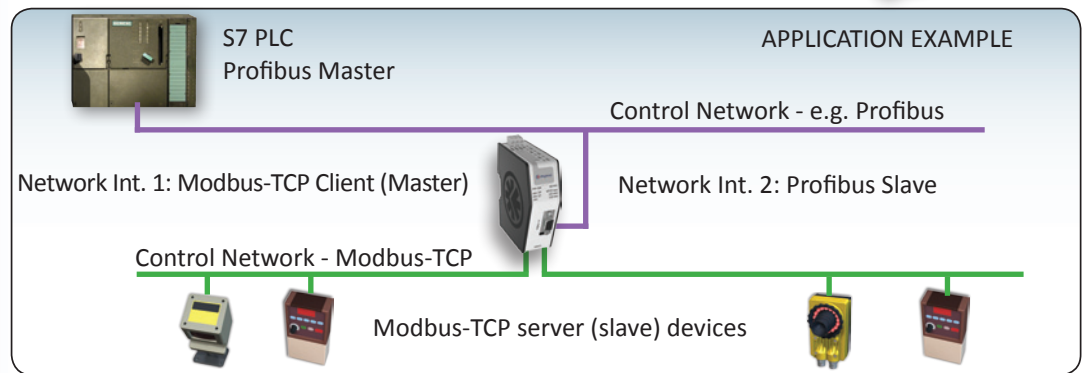 S7 PLC
Profibus Master
APPLICATION EXAMPLE
Control Network - e.g. Profibus
Network Int. 1: Modbus-TCP Client (Master)
Network Int. 2: Profibus Slave
Control Network - Modbus-TCP
Modbus-TCP server (slave) devices